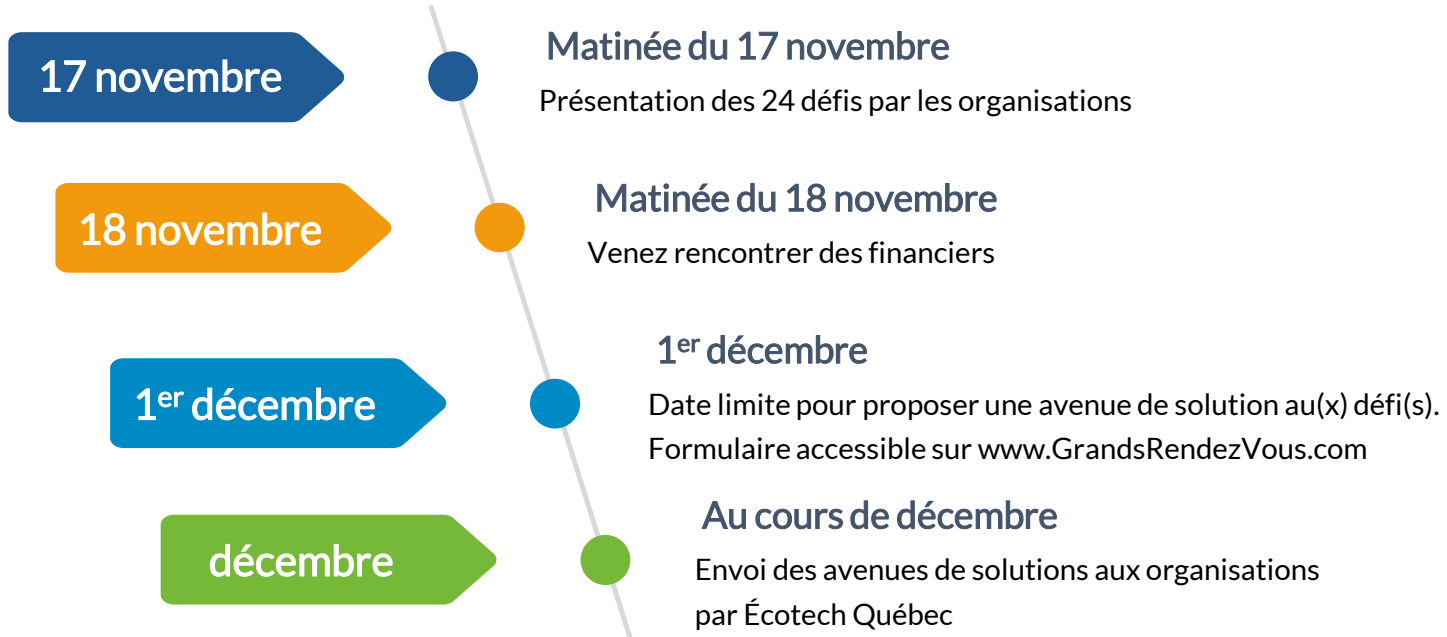 17 novembre
Matinée du 17 novembre
Présentation des 24 défis par les organisations
18 novembre
Matinée du 18 novembre
Venez rencontrer des financiers
1er décembre
1er décembre
Date limite pour proposer une avenue de solution au(x) défi(s).
Formulaire accessible sur www.GrandsRendezVous.com
décembre
Au cours de décembre
Envoi des avenues de solutions aux organisations
par Écotech Québec